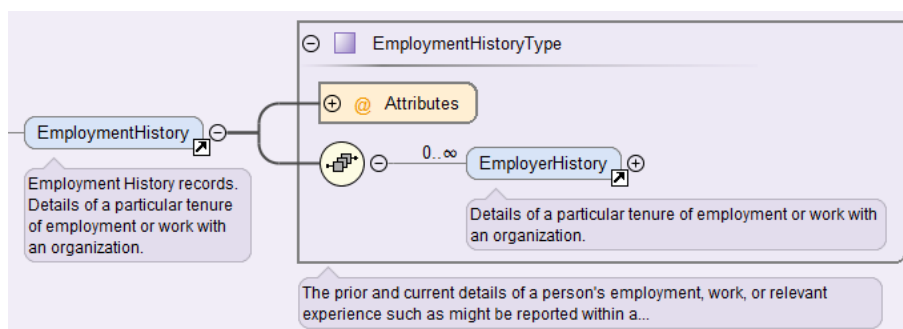 EmploymentHistoryType
@ Attributes
EmploymentHistory
0..∞
EmployerHistory
Employment History records.
Details of a particular tenure
of employment or work with
an organization.
Details of a particular tenure of employment or work with
an organization.
The prior and current details of a person's employment, work, or relevant
experience such as might be reported within a...